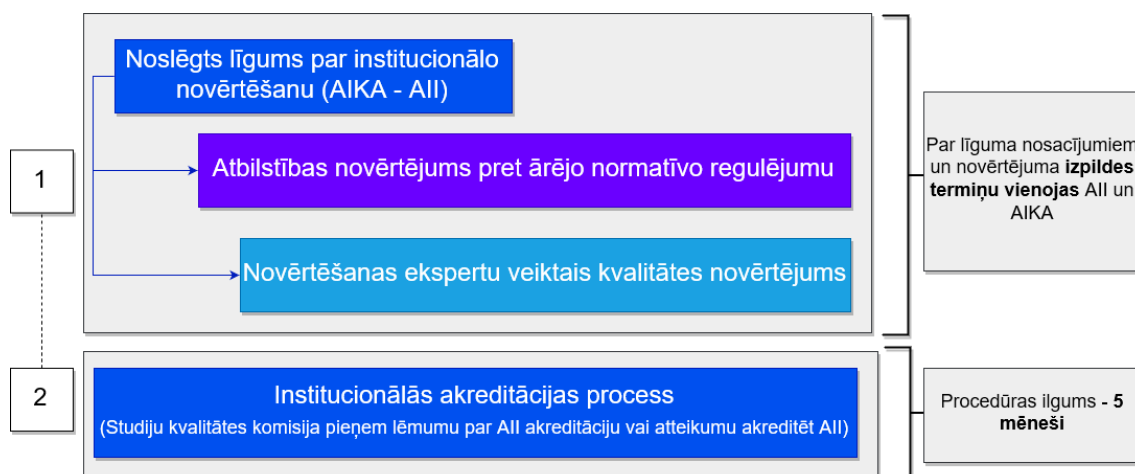 Noslēgts līgums par institucionālo
novērtēšanu (AIKA - AII)
1
Atbilstības novērtējums pret ārējo normatīvo regulējumu
Novērtēšanas ekspertu veiktais kvalitātes novērtējums
Par līguma nosacījumiem
un novērtējuma izpildes
termiņu vienojas AII un
AIKA
2
Institucionālās akreditācijas process
(Studiju kvalitātes komisija pieņem lēmumu par AII akreditāciju vai atteikumu akreditēt AII)
Procedūras ilgums - 5
mēneši